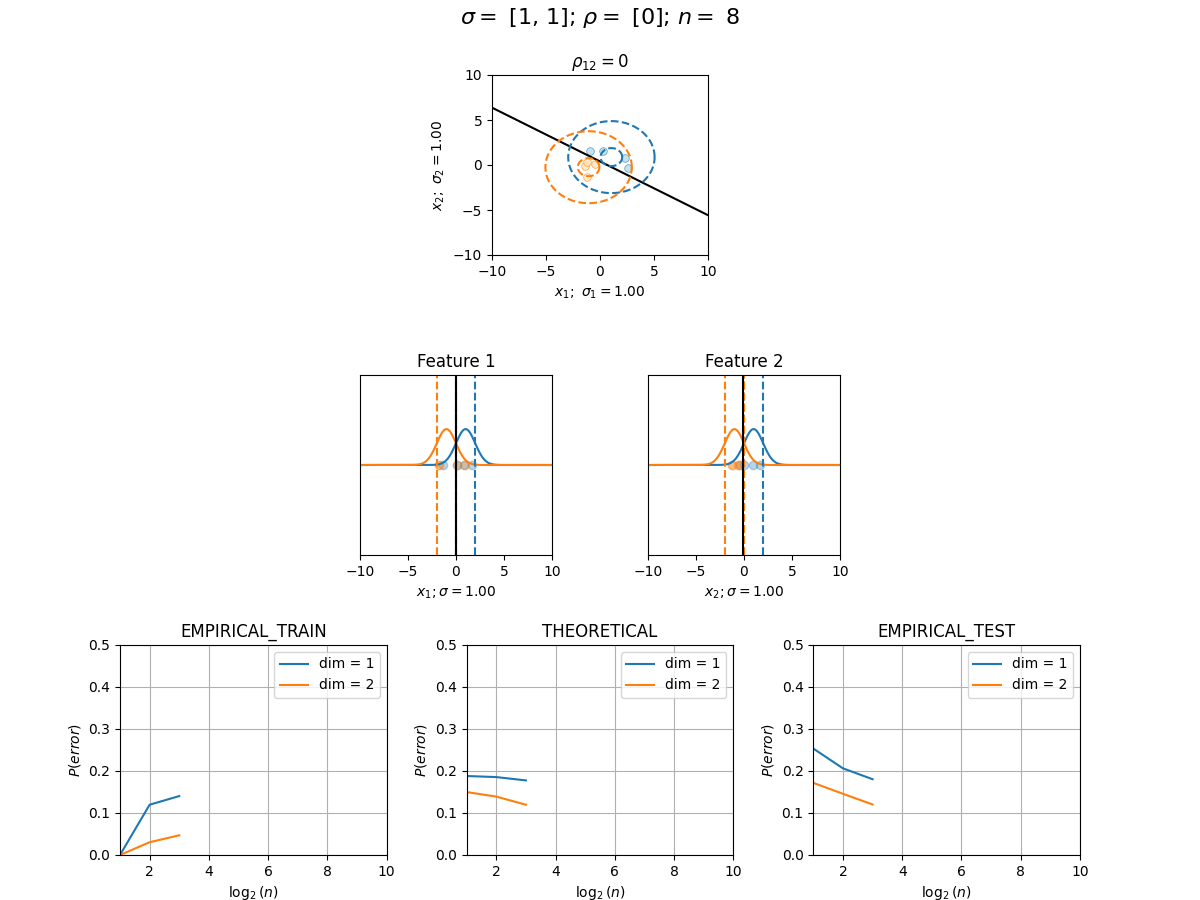 σ = [1, 1]; ρ = [0]; n = 8
ρ₁₂ = 0
10
5
0
−5
−10
x₂; σ₂ = 1.00
−10 −5 0 5 10
x₁; σ₁ = 1.00
Feature 1
−10 −5 0 5 10
x₁; σ = 1.00
Feature 2
−10 −5 0 5 10
x₂; σ = 1.00
EMPIRICAL_TRAIN
0.5
0.4
0.3
0.2
0.1
0.0
P(error)
dim = 1
dim = 2
2 4 6 8 10
log₂(n)
THEORETICAL
0.5
0.4
0.3
0.2
0.1
0.0
P(error)
dim = 1
dim = 2
2 4 6 8 10
log₂(n)
EMPIRICAL_TEST
0.5
0.4
0.3
0.2
0.1
0.0
P(error)
dim = 1
dim = 2
2 4 6 8 10
log₂(n)